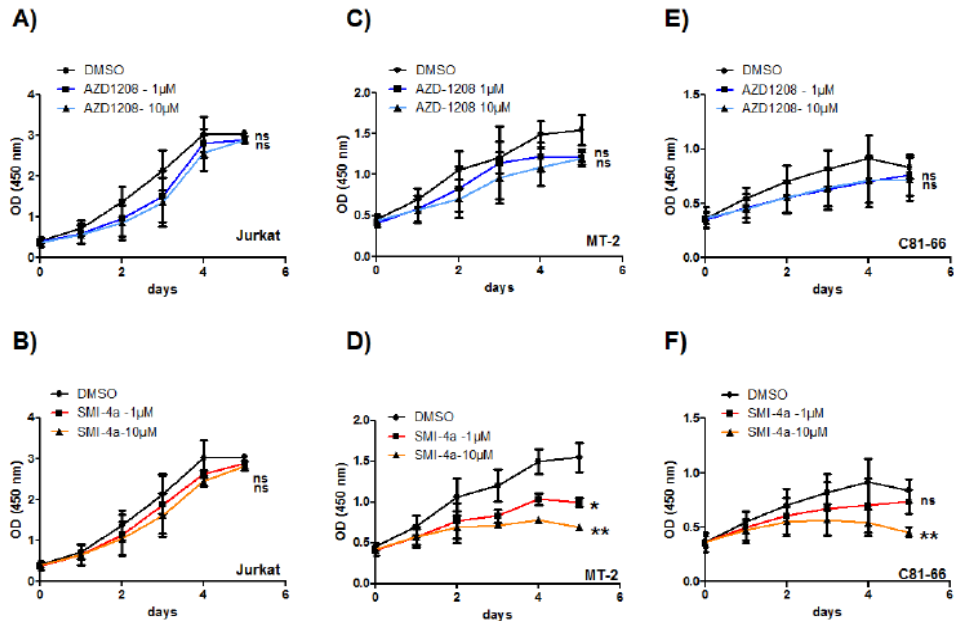 A)
DMSO
AZD1208 - 1µM
AZD1208- 10µM
4
3
2
1
0
OD (450 nm)
ns
ns
Jurkat
0 2 4 6
days
C)
DMSO
AZD-1208 1µM
AZD-1208 10µM
2.0
1.5
1.0
0.5
0.0
OD (450 nm)
ns
ns
MT-2
0 2 4 6
days
E)
DMSO
AZD1208 - 1µM
AZD1208- 10µM
1.5
1.0
0.5
0.0
OD (450 nm)
ns
ns
C81-66
0 2 4 6
days
B)
DMSO
SMI-4a -1µM
SMI-4a-10µM
4
3
2
1
0
OD (450 nm)
ns
ns
Jurkat
0 2 4 6
days
D)
DMSO
SMI-4a -1µM
SMI-4a-10µM
2.0
1.5
1.0
0.5
0.0
OD (450 nm)
*
**
MT-2
0 2 4 6
days
F)
DMSO
SMI-4a -1µM
SMI-4a-10µM
1.5
1.0
0.5
0.0
OD (450 nm)
ns
**
C81-66
0 2 4 6
days